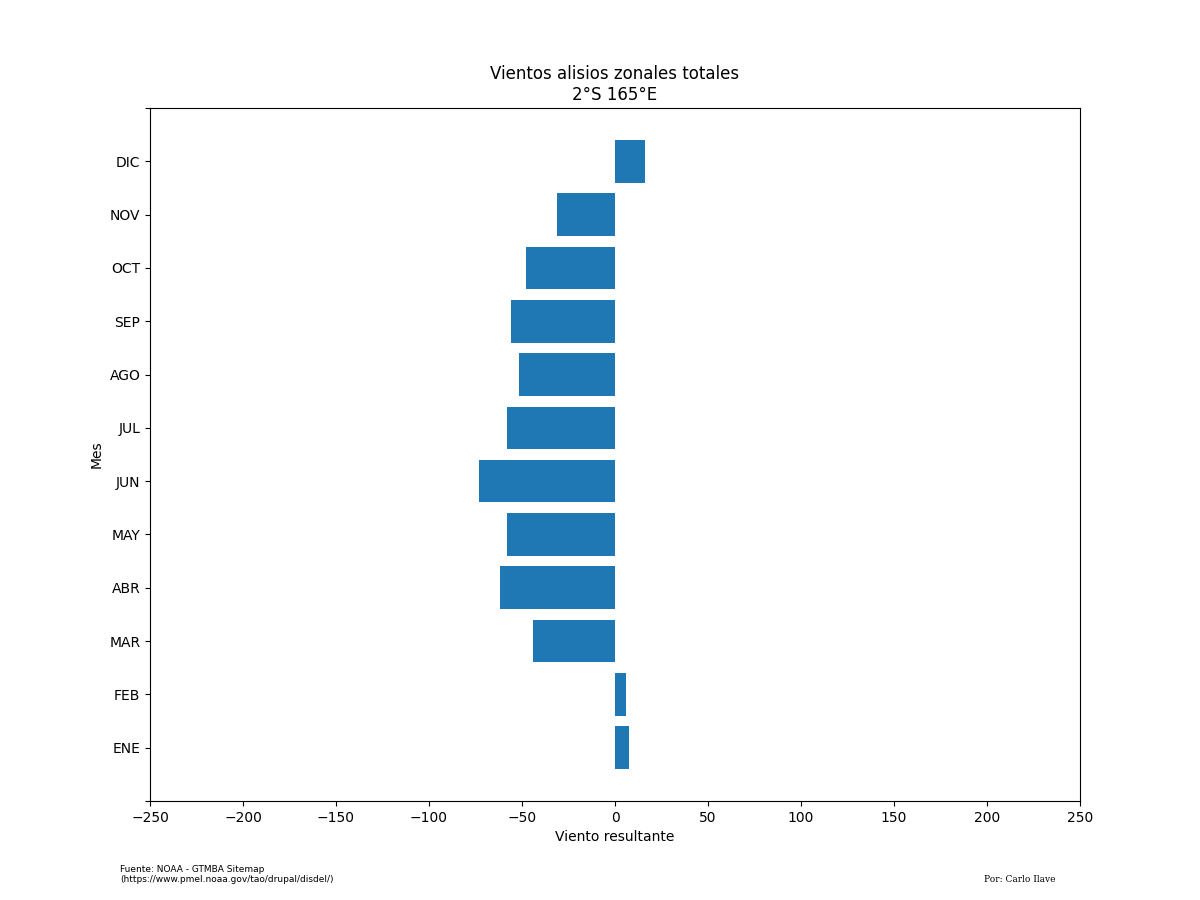 Vientos alisios zonales totales
2°S 165°E
DIC
NOV
OCT
SEP
AGO
JUL
JUN
MAY
ABR
MAR
FEB
ENE
Mes
−250 −200 −150 −100 −50 0 50 100 150 200 250
Viento resultante
Fuente: NOAA - GTMBA Sitemap
(https://www.pmel.noaa.gov/tao/drupal/disdel/)
Por: Carlo Ilave